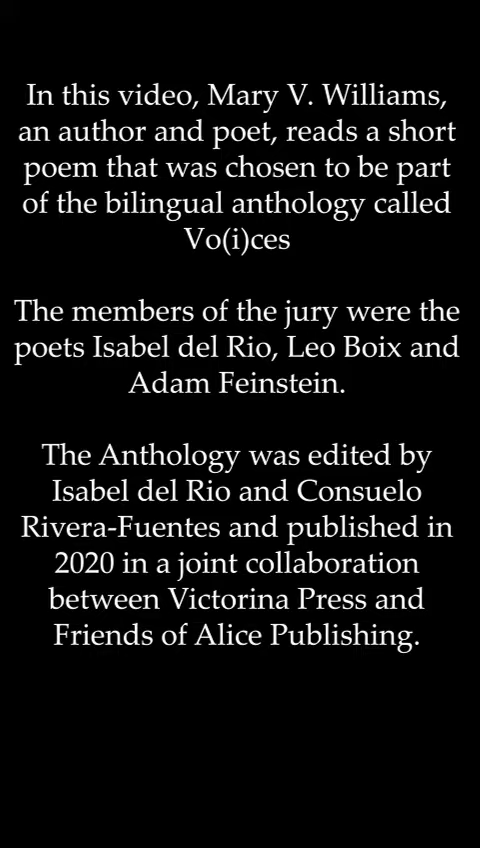 In this video, Mary V. Williams,
an author and poet, reads a short
poem that was chosen to be part
of the bilingual anthology called
Vo(i)ces
The members of the jury were the
poets Isabel del Rio, Leo Boix and
Adam Feinstein.
The Anthology was edited by
Isabel del Rio and Consuelo
Rivera-Fuentes and published in
2020 in a joint collaboration
between Victorina Press and
Friends of Alice Publishing.